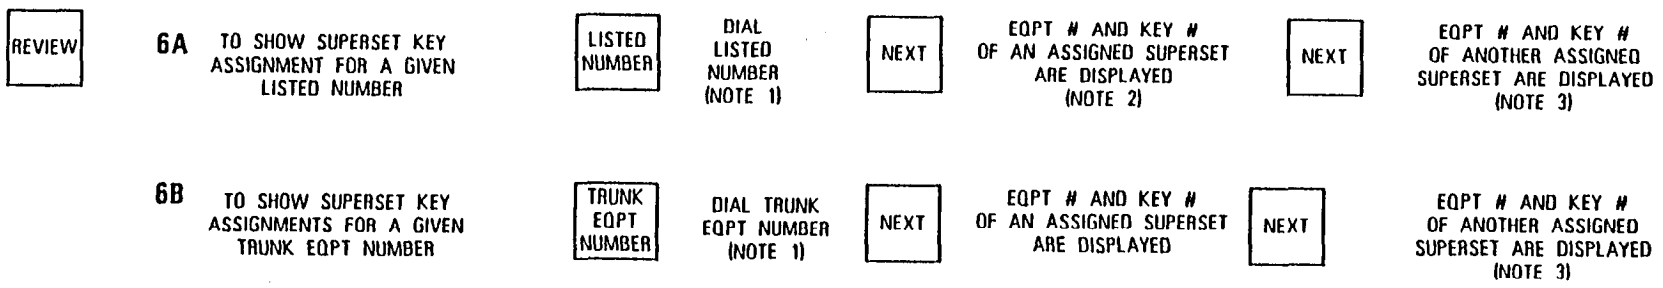 REVIEW
6A
TO SHOW SUPERSET KEY
ASSIGNMENT FOR A GIVEN
LISTED NUMBER
LISTED
NUMBER
DIAL
LISTED
NUMBER
(NOTE 1)
NEXT
EQPT # AND KEY #
OF AN ASSIGNED SUPERSET
ARE DISPLAYED
(NOTE 2)
NEXT
EQPT # AND KEY #
OF ANOTHER ASSIGNED
SUPERSET ARE DISPLAYED
(NOTE 3)
6B
TO SHOW SUPERSET KEY
ASSIGNMENTS FOR A GIVEN
TRUNK EQPT NUMBER
TRUNK
EQPT
NUMBER
DIAL TRUNK
EQPT NUMBER
(NOTE 1)
NEXT
EQPT # AND KEY #
OF AN ASSIGNED SUPERSET
ARE DISPLAYED
NEXT
EQPT # AND KEY #
OF ANOTHER ASSIGNED
SUPERSET ARE DISPLAYED
(NOTE 3)